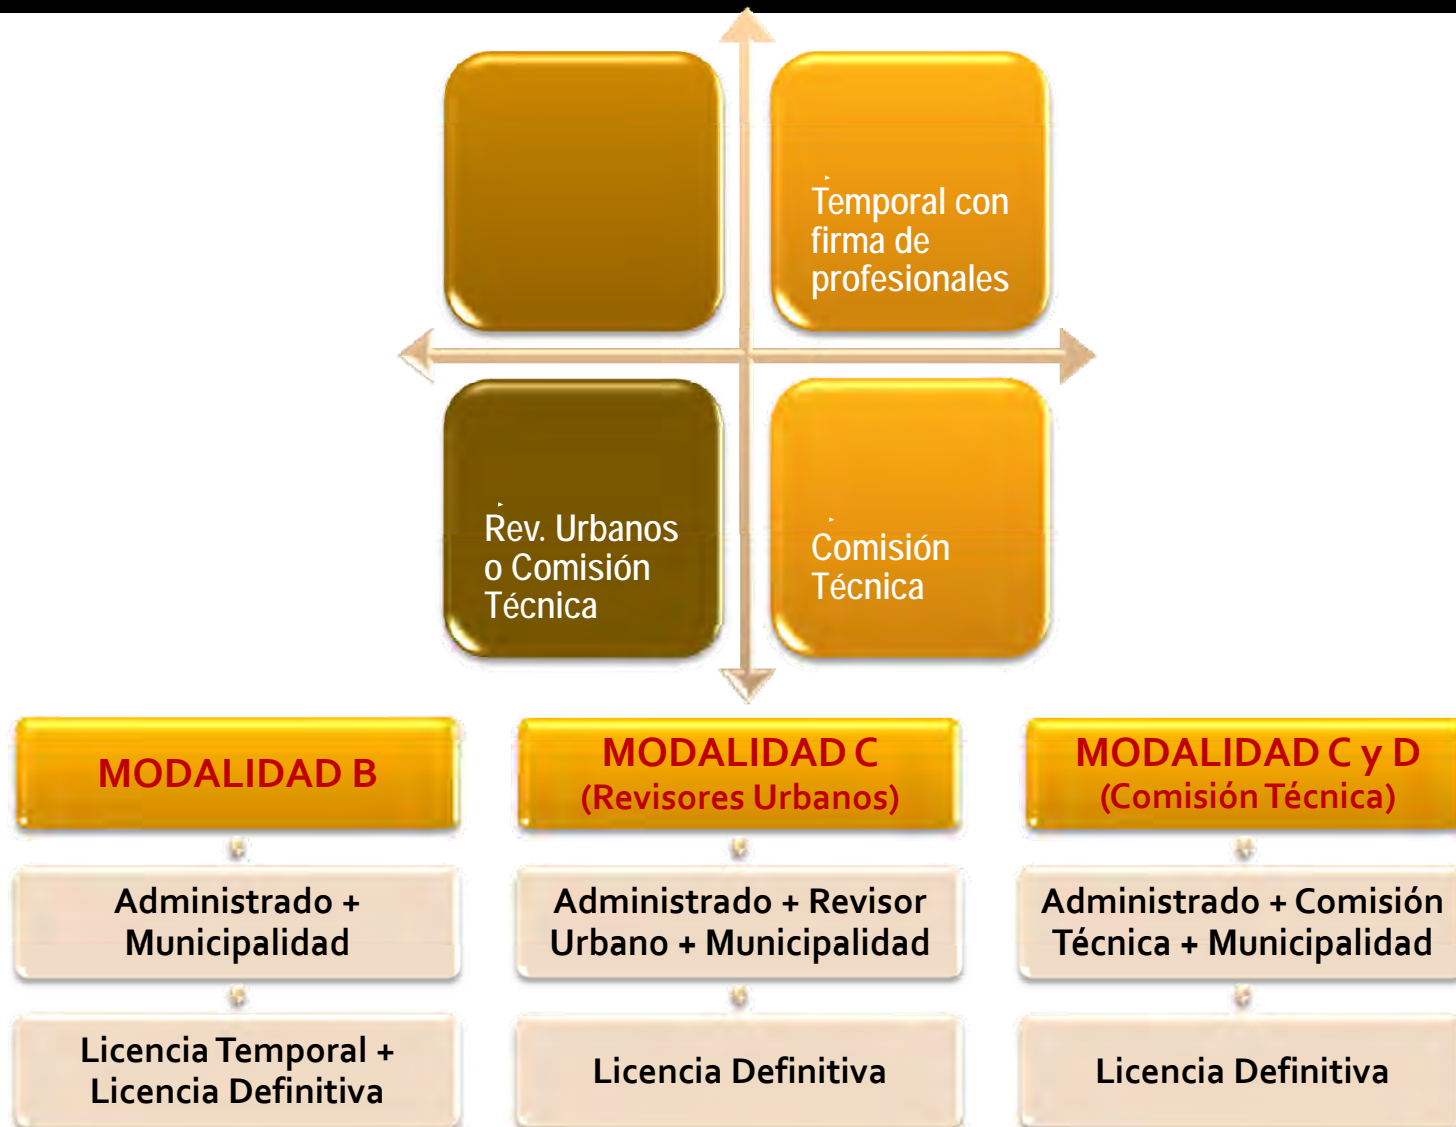 Temporal con
firma de
profesionales
Rev. Urbanos
o Comisión
Técnica
Comisión
Técnica
MODALIDAD B
MODALIDAD C
(Revisores Urbanos)
MODALIDAD C y D
(Comisión Técnica)
Administrado +
Municipalidad
Administrado + Revisor
Urbano + Municipalidad
Administrado + Comisión
Técnica + Municipalidad
Licencia Temporal +
Licencia Definitiva
Licencia Definitiva
Licencia Definitiva